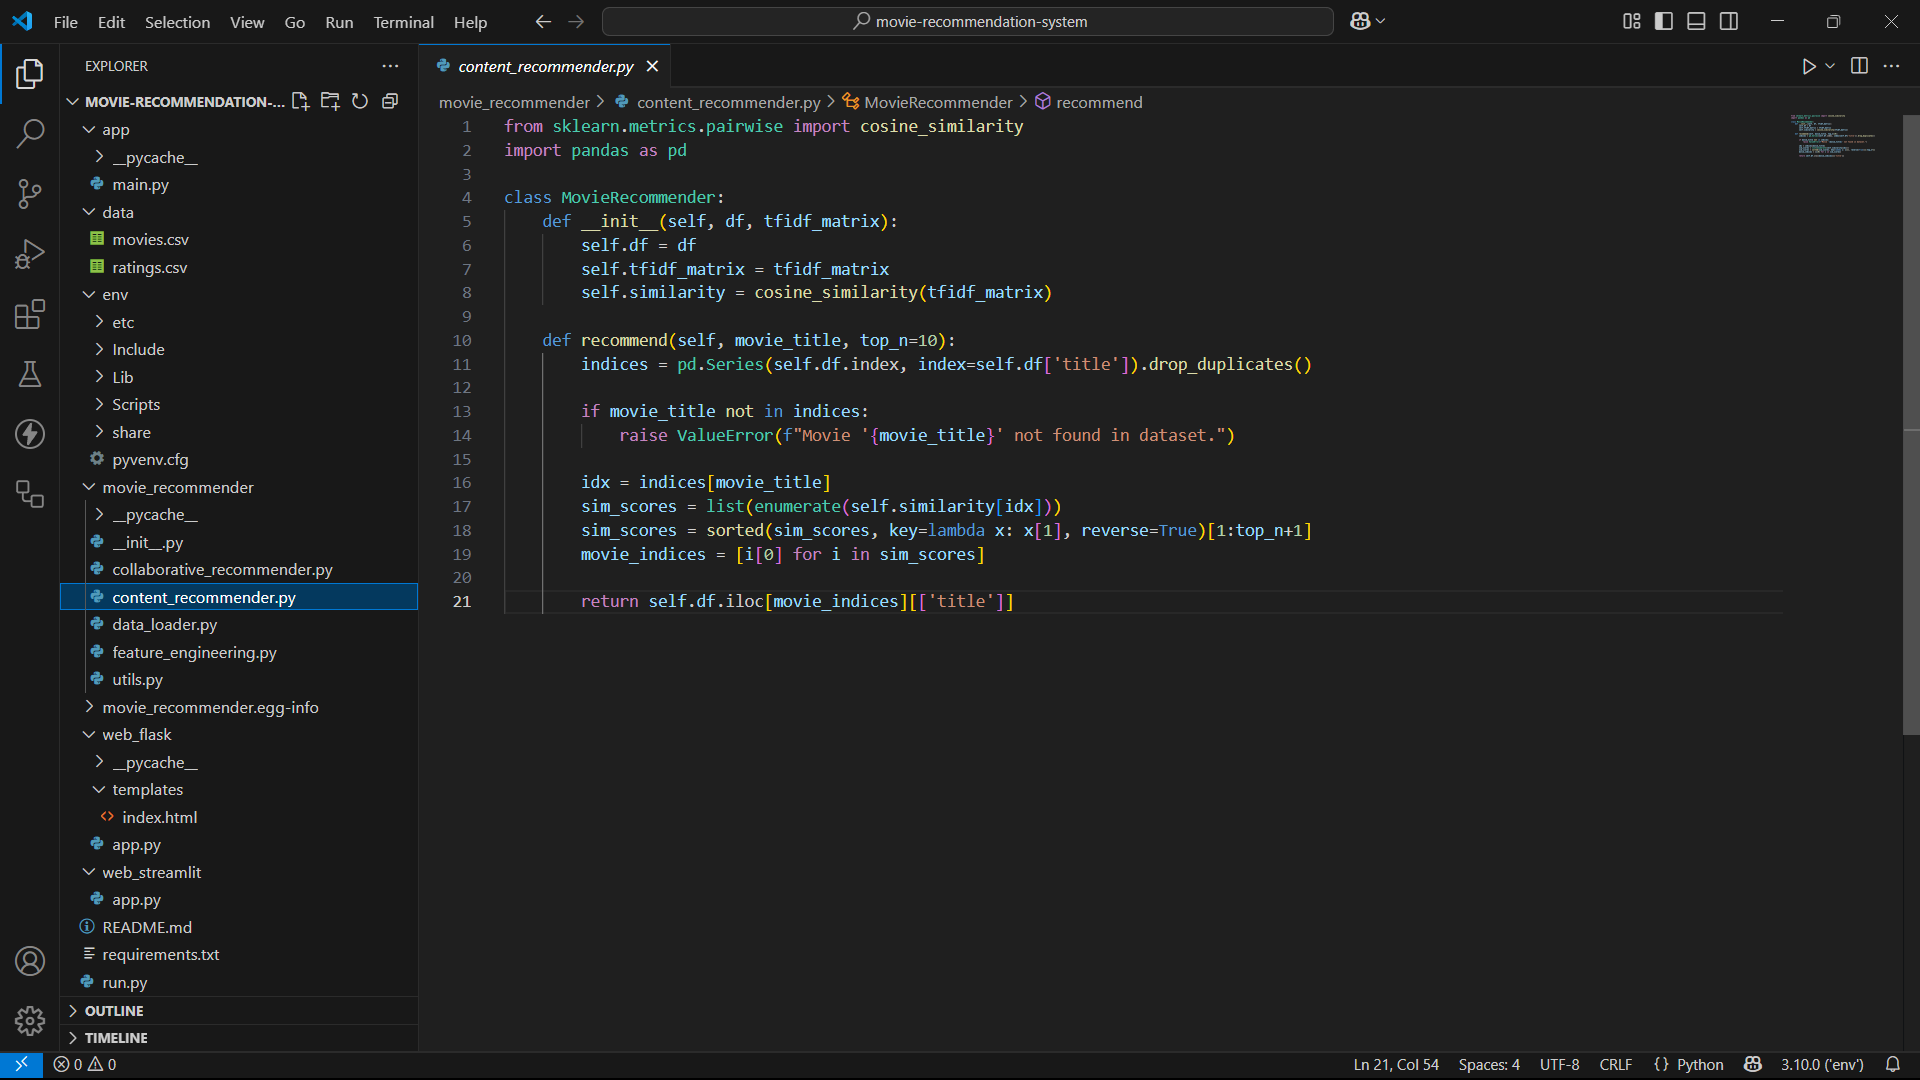 File Edit Selection View Go Run Terminal Help movie-recommendation-system
EXPLORER
MOVIE-RECOMMENDATION-...
app
__pycache__
main.py
data
movies.csv
ratings.csv
env
etc
Include
Lib
Scripts
share
pyvenv.cfg
movie_recommender
__pycache__
__init__.py
collaborative_recommender.py
content_recommender.py
data_loader.py
feature_engineering.py
utils.py
movie_recommender.egg-info
web_flask
__pycache__
templates
index.html
app.py
web_streamlit
app.py
README.md
requirements.txt
run.py
OUTLINE
TIMELINE
content_recommender.py
movie_recommender > content_recommender.py > MovieRecommender > recommend
1 from sklearn.metrics.pairwise import cosine_similarity
2 import pandas as pd
3
4 class MovieRecommender:
5     def __init__(self, df, tfidf_matrix):
6         self.df = df
7         self.tfidf_matrix = tfidf_matrix
8         self.similarity = cosine_similarity(tfidf_matrix)
9
10     def recommend(self, movie_title, top_n=10):
11         indices = pd.Series(self.df.index, index=self.df['title']).drop_duplicates()
12
13         if movie_title not in indices:
14             raise ValueError(f"Movie '{movie_title}' not found in dataset.")
15
16         idx = indices[movie_title]
17         sim_scores = list(enumerate(self.similarity[idx]))
18         sim_scores = sorted(sim_scores, key=lambda x: x[1], reverse=True)[1:top_n+1]
19         movie_indices = [i[0] for i in sim_scores]
20
21         return self.df.iloc[movie_indices][['title']]
0 0 Ln 21, Col 54 Spaces: 4 UTF-8 CRLF {} Python 3.10.0 ('env')